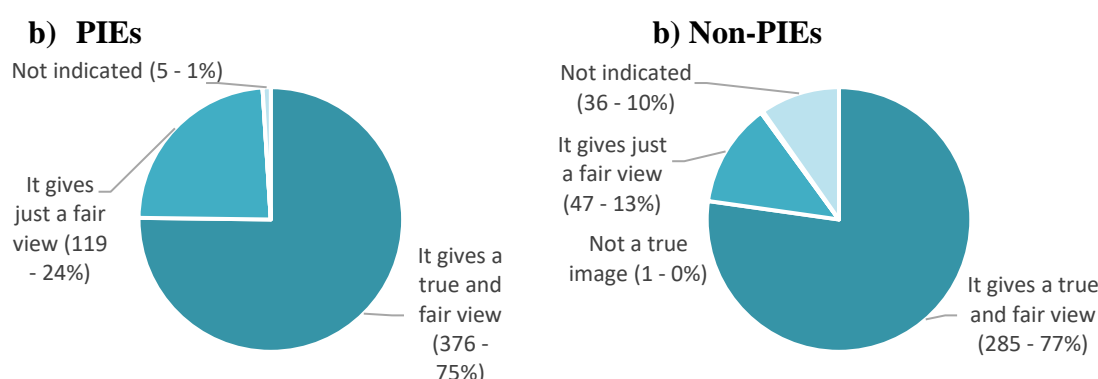 b) PIEs
Not indicated (5 - 1%)
It gives
just a fair
view (119
- 24%)
It gives a
true and
fair view
(376 -
75%)
b) Non-PIEs
Not indicated
(36 - 10%)
It gives just
a fair view
(47 - 13%)
Not a true
image (1 - 0%)
It gives a true
and fair view
(285 - 77%)